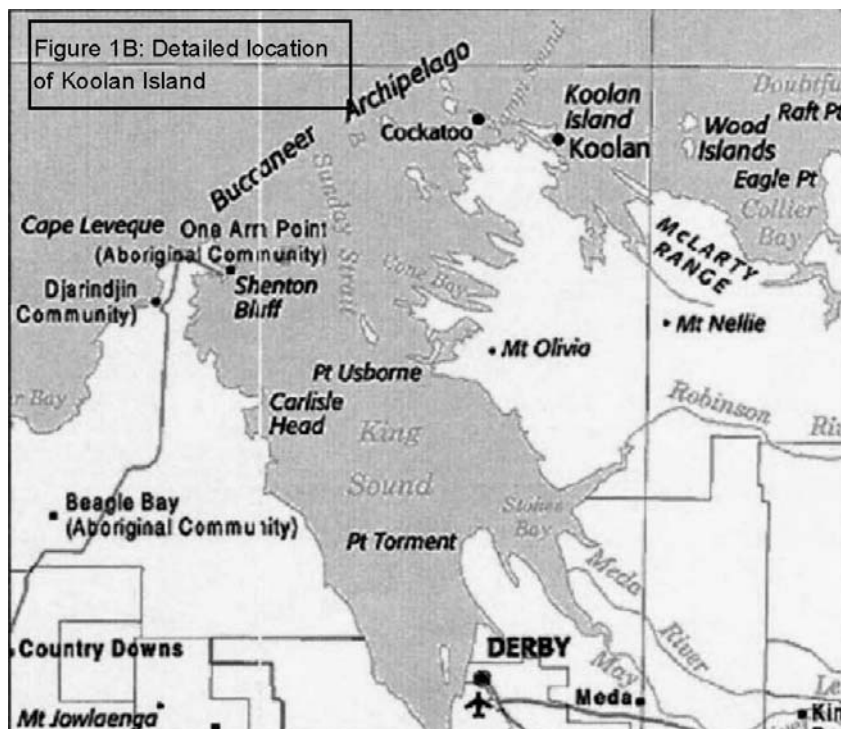 Figure 1B: Detailed location
of Koolan Island
Buccaneer Archipelago
Sound
Doubtful
Raft Pt
Koolan
Island
Cockatoo
Koolan
Wood
Islands
Eagle Pt
Collier
Bay
Sunday Strait
Cape Leveque
One Arm Point
(Aboriginal Community)
McLARTY
RANGE
Cone Bay
Shenton
Bluff
Djarindjin
Community)
Mt Nellie
Mt Olivia
Pt Usborne
Bay
Carlisle
Head
King
Sound
Robinson
Beagle Bay
(Aboriginal Community)
Stokes
Bay
Pt Torment
Meda
River
May
Country Downs
DERBY
Meda
Mt Jowlaenga